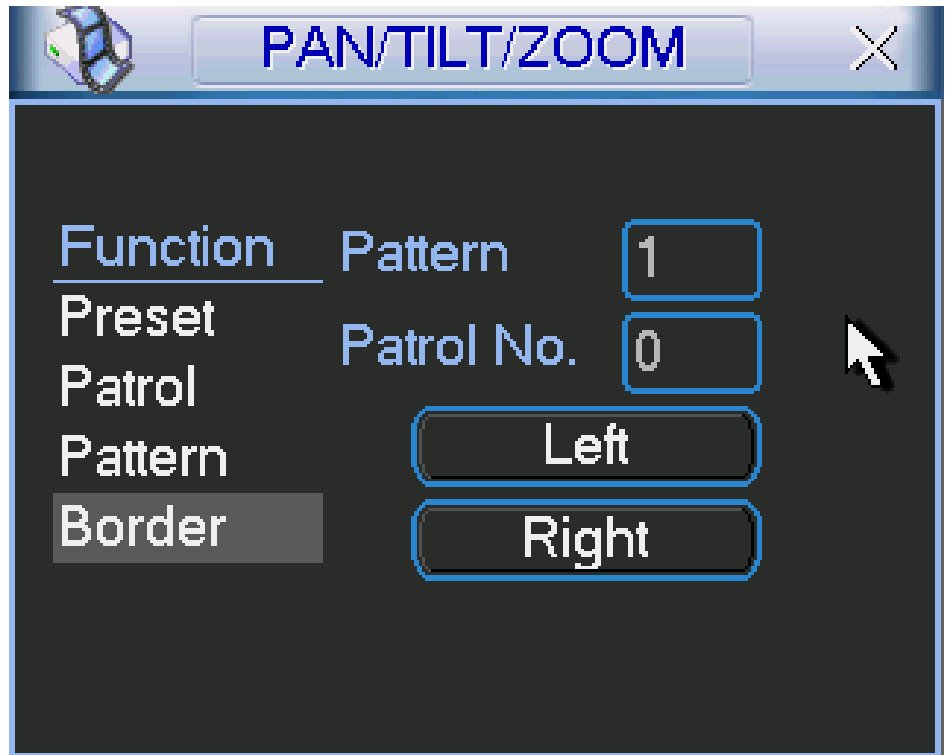 PAN/TILT/ZOOM
Function
Preset
Patrol
Pattern
Border
Pattern 1
Patrol No. 0
Left
Right